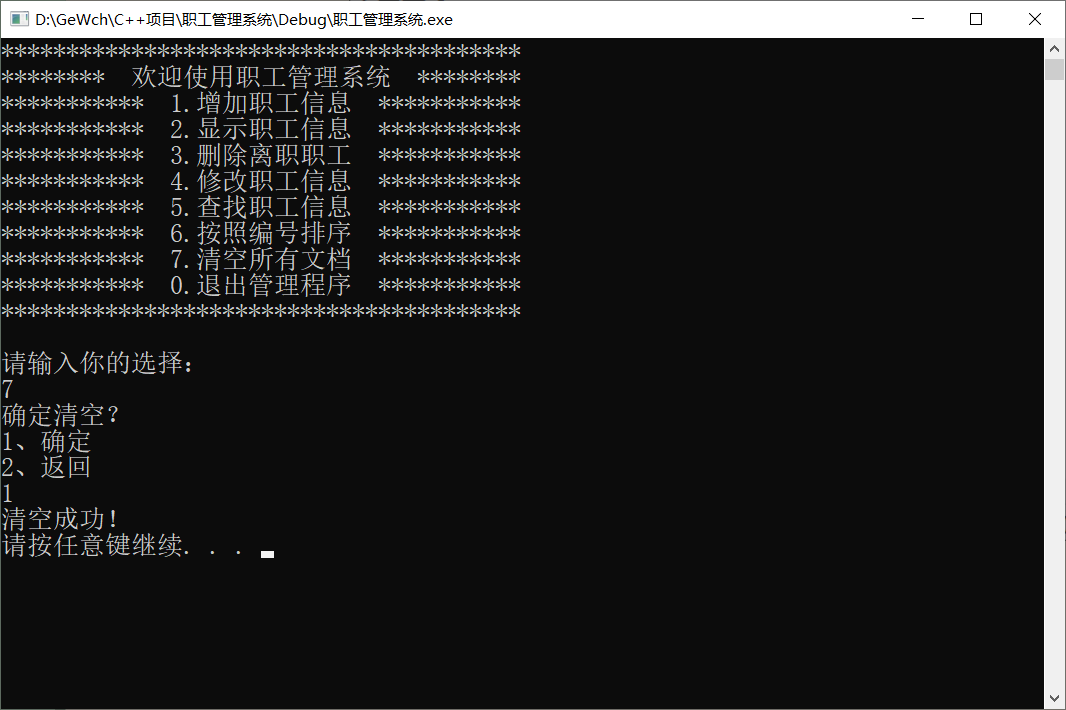 D:\GeWch\C++项目\职工管理系统\Debug\职工管理系统.exe
****************************************
********  欢迎使用职工管理系统  ********
***********  1.增加职工信息  ***********
***********  2.显示职工信息  ***********
***********  3.删除离职职工  ***********
***********  4.修改职工信息  ***********
***********  5.查找职工信息  ***********
***********  6.按照编号排序  ***********
***********  7.清空所有文档  ***********
***********  0.退出管理程序  ***********
****************************************
请输入你的选择：
7
确定清空？
1、确定
2、返回
1
清空成功！
请按任意键继续. . .